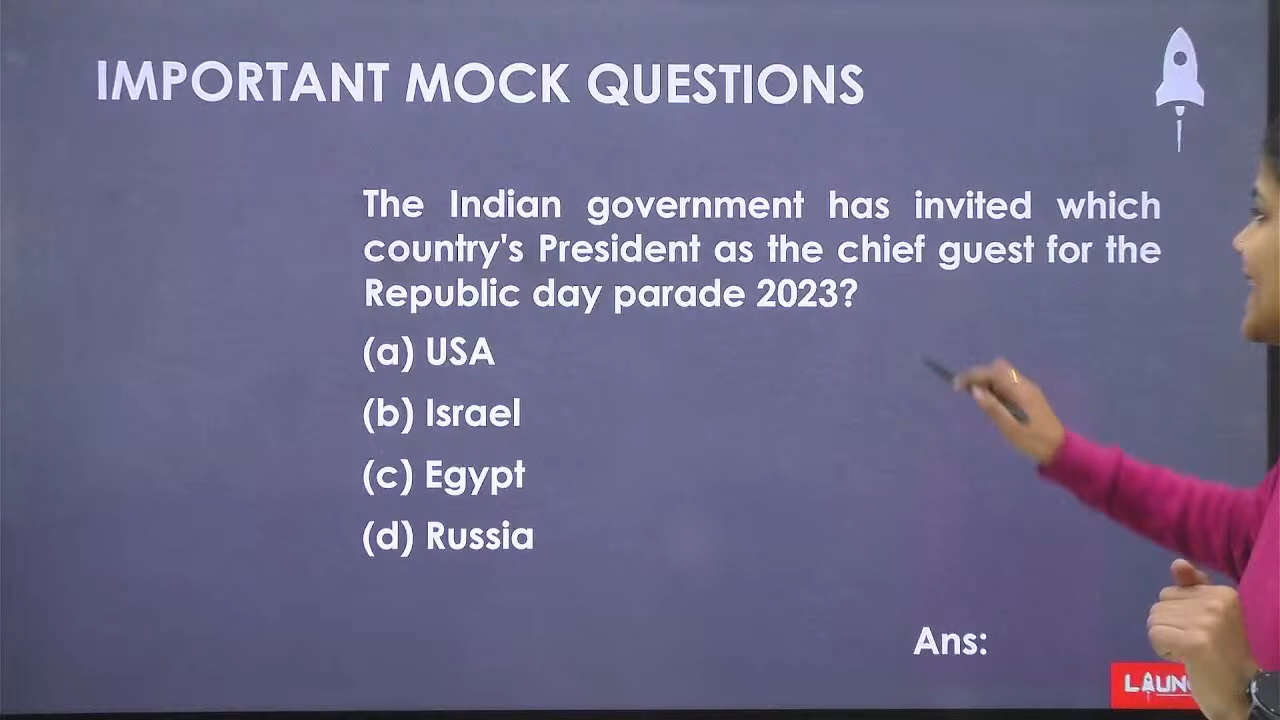 IMPORTANT MOCK QUESTIONS
The Indian government has invited which
country's President as the chief guest for the
Republic day parade 2023?
(a) USA
(b) Israel
(c) Egypt
(d) Russia
Ans:
LAUN